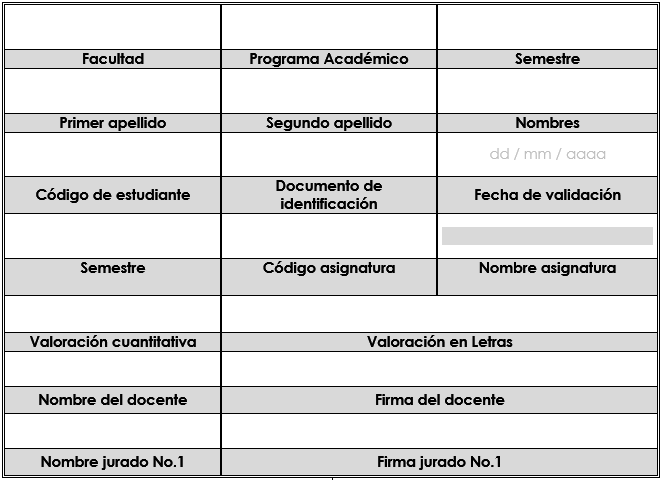 Facultad Programa Académico Semestre
Primer apellido Segundo apellido Nombres
dd / mm / aaaa
Código de estudiante Documento de identificación Fecha de validación
Semestre Código asignatura Nombre asignatura
Valoración cuantitativa Valoración en Letras
Nombre del docente Firma del docente
Nombre jurado No.1 Firma jurado No.1